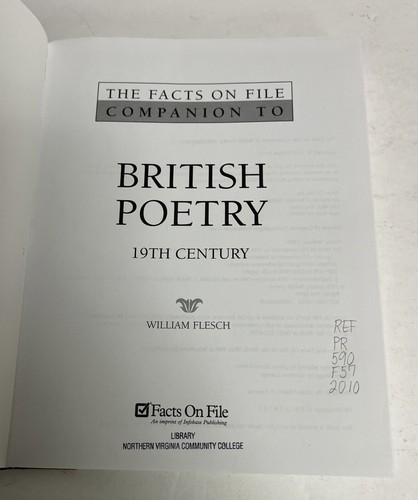 THE FACTS ON FILE
COMPANION TO
BRITISH
POETRY
19TH CENTURY
WILLIAM FLESCH
REF
PR
590
F57
2010
Facts On File
An imprint of Infobase Publishing
LIBRARY
NORTHERN VIRGINIA COMMUNITY COLLEGE